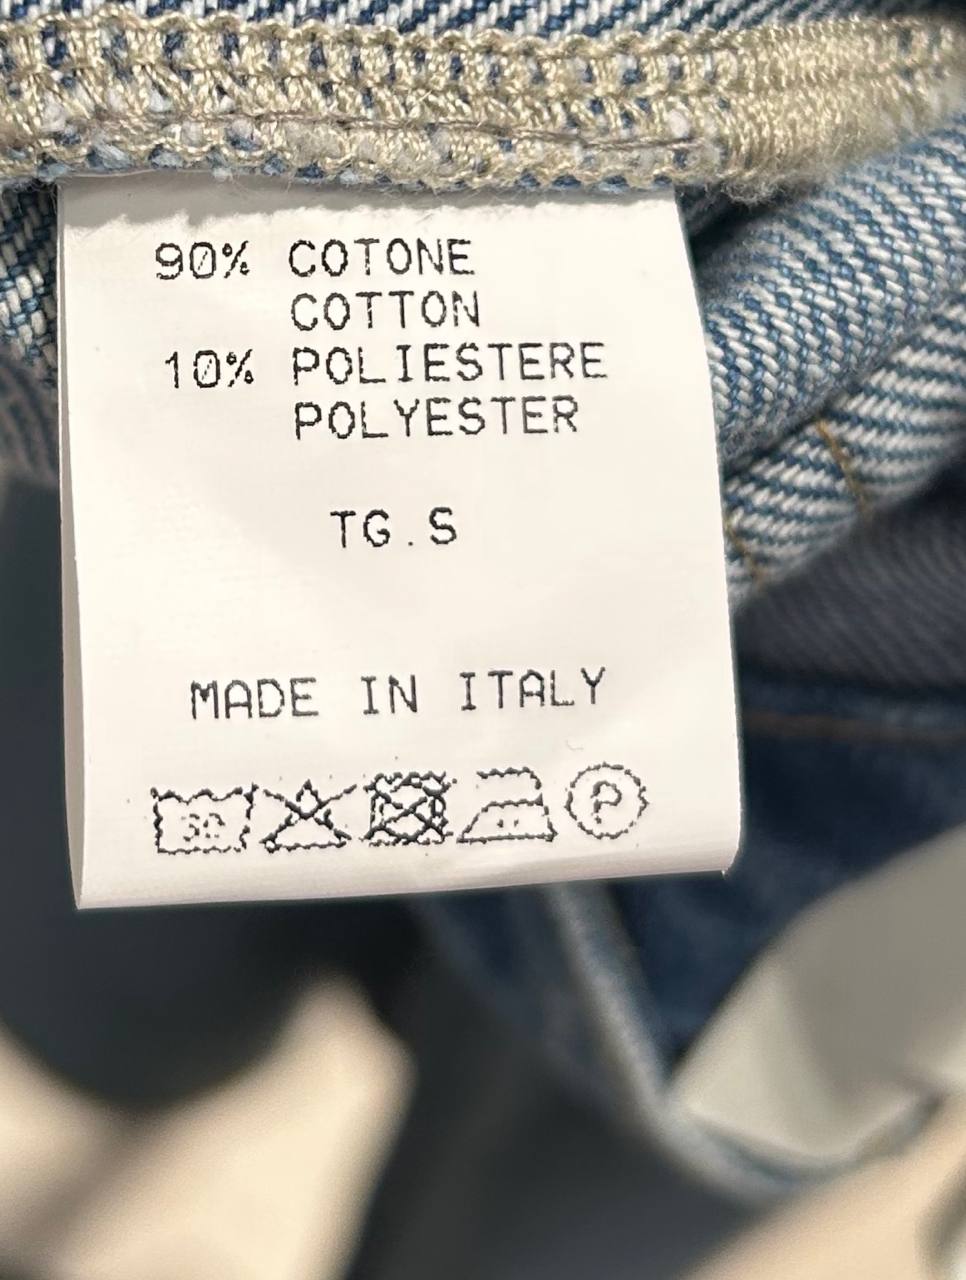 90% COTONE
COTTON
10% POLIESTERE
POLYESTER
TG.S
MADE IN ITALY
30 P